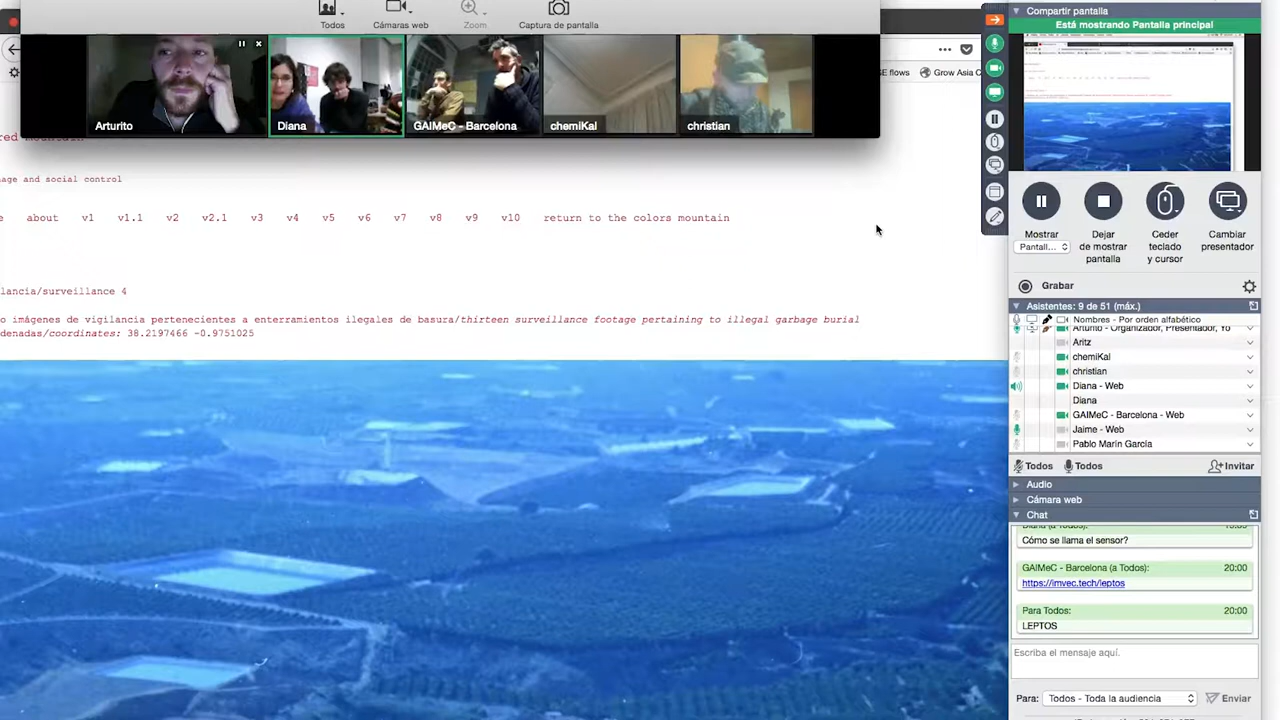 Todos
Cámaras web
Zoom
Captura de pantalla
Arturito
Diana
GAIMeC - Barcelona
chemiKal
christian
flows
Grow Asia C
red mountain
and social control
about v1 v1.1 v2 v2.1 v3 v4 v5 v6 v7 v8 v9 v10 return to the colors mountain
lancia/surveillance 4
o imágenes de vigilancia pertenecientes a enterramientos ilegales de basura/thirteen surveillance footage pertaining to illegal garbage burial
denadas/coordinates: 38.2197466 -0.9751025
Compartir pantalla
Está mostrando Pantalla principal
Mostrar
Pantall...
Dejar
de mostrar
pantalla
Ceder
teclado
y cursor
Cambiar
presentador
Grabar
Asistentes: 9 de 51 (máx.)
Nombres - Por orden alfabético
Arturito - Organizador, Presentador, Yo
Aritz
chemiKal
christian
Diana - Web
Diana
GAIMeC - Barcelona - Web
Jaime - Web
Pablo Marín García
Todos
Todos
Invitar
Audio
Cámara web
Chat
Diana (a Todos):
Cómo se llama el sensor?
GAIMeC - Barcelona (a Todos): 20:00
https://imvec.tech/leptos
Para Todos: 20:00
LEPTOS
Escriba el mensaje aquí.
Para: Todos - Toda la audiencia
Enviar